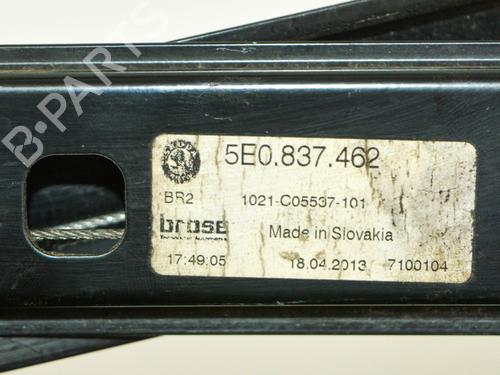 B-PARTS
5E0.837.462
BR2 1021-C05537-101
brose Made in Slovakia
17:49:05 18.04.2013 7100104